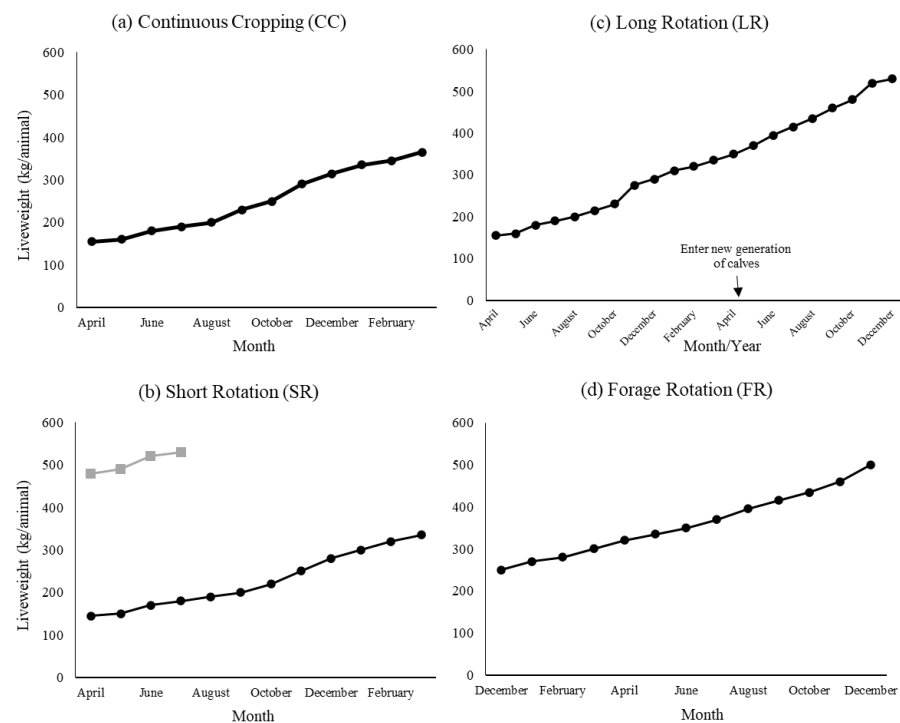 (a) Continuous Cropping (CC)
600
500
400
300
200
100
0
Liveweight (kg/animal)
April June August October December February
Month
(c) Long Rotation (LR)
600
500
400
300
200
100
0
Enter new generation
of calves
April June August October December February April June August October December
Month/Year
(b) Short Rotation (SR)
600
500
400
300
200
100
0
Liveweight (kg/animal)
April June August October December February
Month
(d) Forage Rotation (FR)
600
500
400
300
200
100
0
December February April June August October December
Month